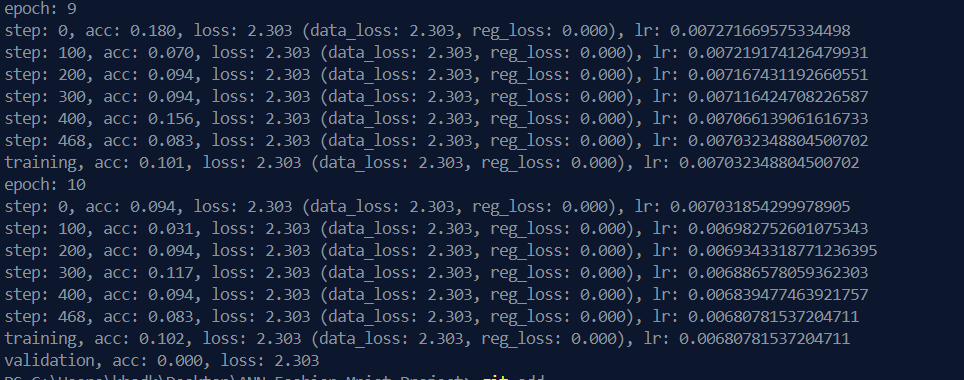 epoch: 9
step: 0, acc: 0.180, loss: 2.303 (data_loss: 2.303, reg_loss: 0.000), lr: 0.007271669575334498
step: 100, acc: 0.070, loss: 2.303 (data_loss: 2.303, reg_loss: 0.000), lr: 0.007219174126479931
step: 200, acc: 0.094, loss: 2.303 (data_loss: 2.303, reg_loss: 0.000), lr: 0.007167431192660551
step: 300, acc: 0.094, loss: 2.303 (data_loss: 2.303, reg_loss: 0.000), lr: 0.007116424708226587
step: 400, acc: 0.156, loss: 2.303 (data_loss: 2.303, reg_loss: 0.000), lr: 0.007066139061616733
step: 468, acc: 0.083, loss: 2.303 (data_loss: 2.303, reg_loss: 0.000), lr: 0.007032348804500702
training, acc: 0.101, loss: 2.303 (data_loss: 2.303, reg_loss: 0.000), lr: 0.007032348804500702
epoch: 10
step: 0, acc: 0.094, loss: 2.303 (data_loss: 2.303, reg_loss: 0.000), lr: 0.007031854299978905
step: 100, acc: 0.031, loss: 2.303 (data_loss: 2.303, reg_loss: 0.000), lr: 0.006982752601075343
step: 200, acc: 0.094, loss: 2.303 (data_loss: 2.303, reg_loss: 0.000), lr: 0.0069343318771236395
step: 300, acc: 0.117, loss: 2.303 (data_loss: 2.303, reg_loss: 0.000), lr: 0.006886578059362303
step: 400, acc: 0.094, loss: 2.303 (data_loss: 2.303, reg_loss: 0.000), lr: 0.006839477463921757
step: 468, acc: 0.083, loss: 2.303 (data_loss: 2.303, reg_loss: 0.000), lr: 0.00680781537204711
training, acc: 0.102, loss: 2.303 (data_loss: 2.303, reg_loss: 0.000), lr: 0.00680781537204711
validation, acc: 0.000, loss: 2.303